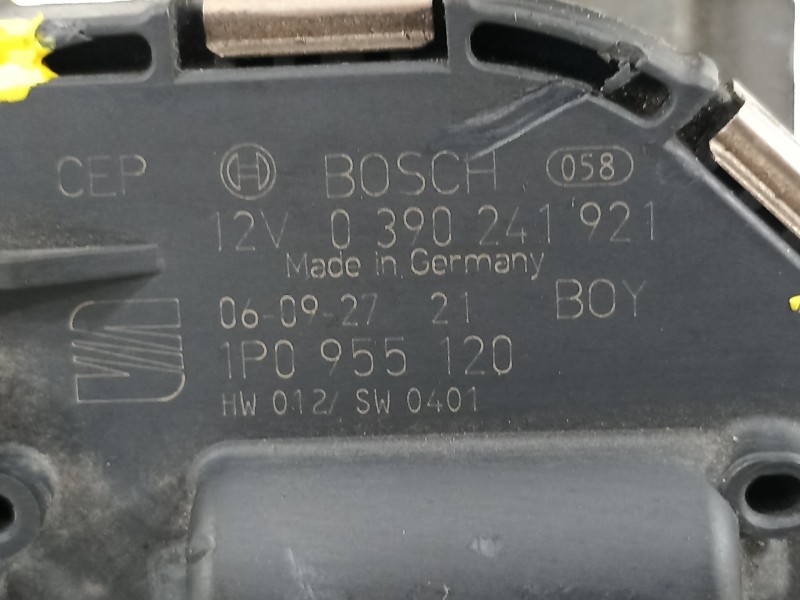 CEP BOSCH 058
12V 0 390 241 921
Made in Germany
06-09-27 21 BOY
1P0 955 120
HW 012/ SW 0401